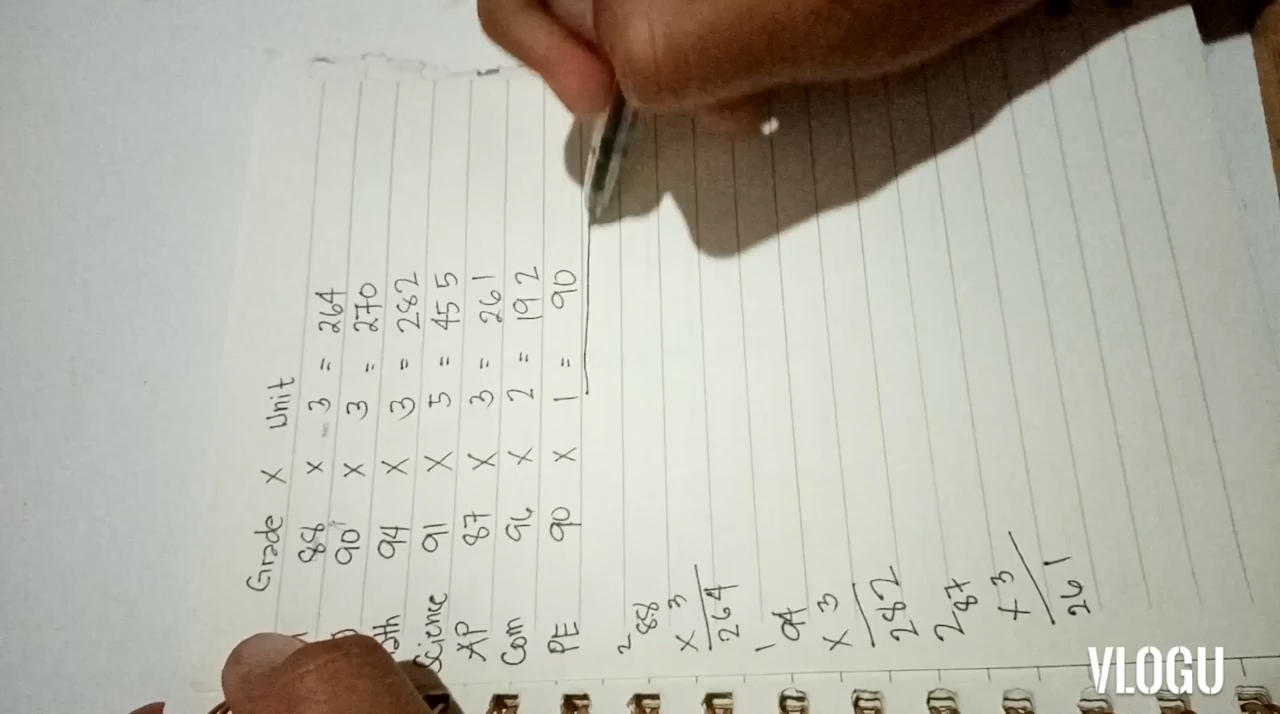 Grade X Unit
88 x 3 = 264
90 X 3 = 270
94 X 3 = 282
Science 91 X 5 = 455
AP 87 X 3 = 261
Com 96 X 2 = 192
PE 90 X 1 = 90
2
88
x 3
264
1
94
x 3
282
2
87
x 3
261
VLOGU